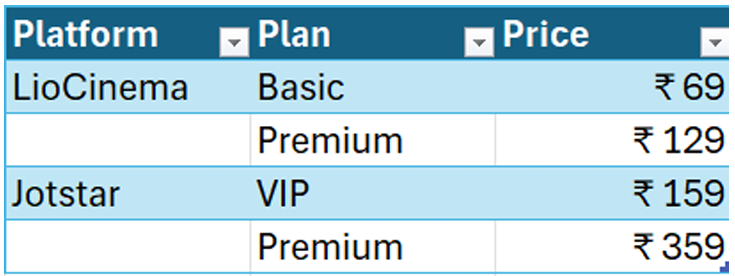 Platform Plan Price
LioCinema Basic ₹ 69
Premium ₹ 129
Jotstar VIP ₹ 159
Premium ₹ 359